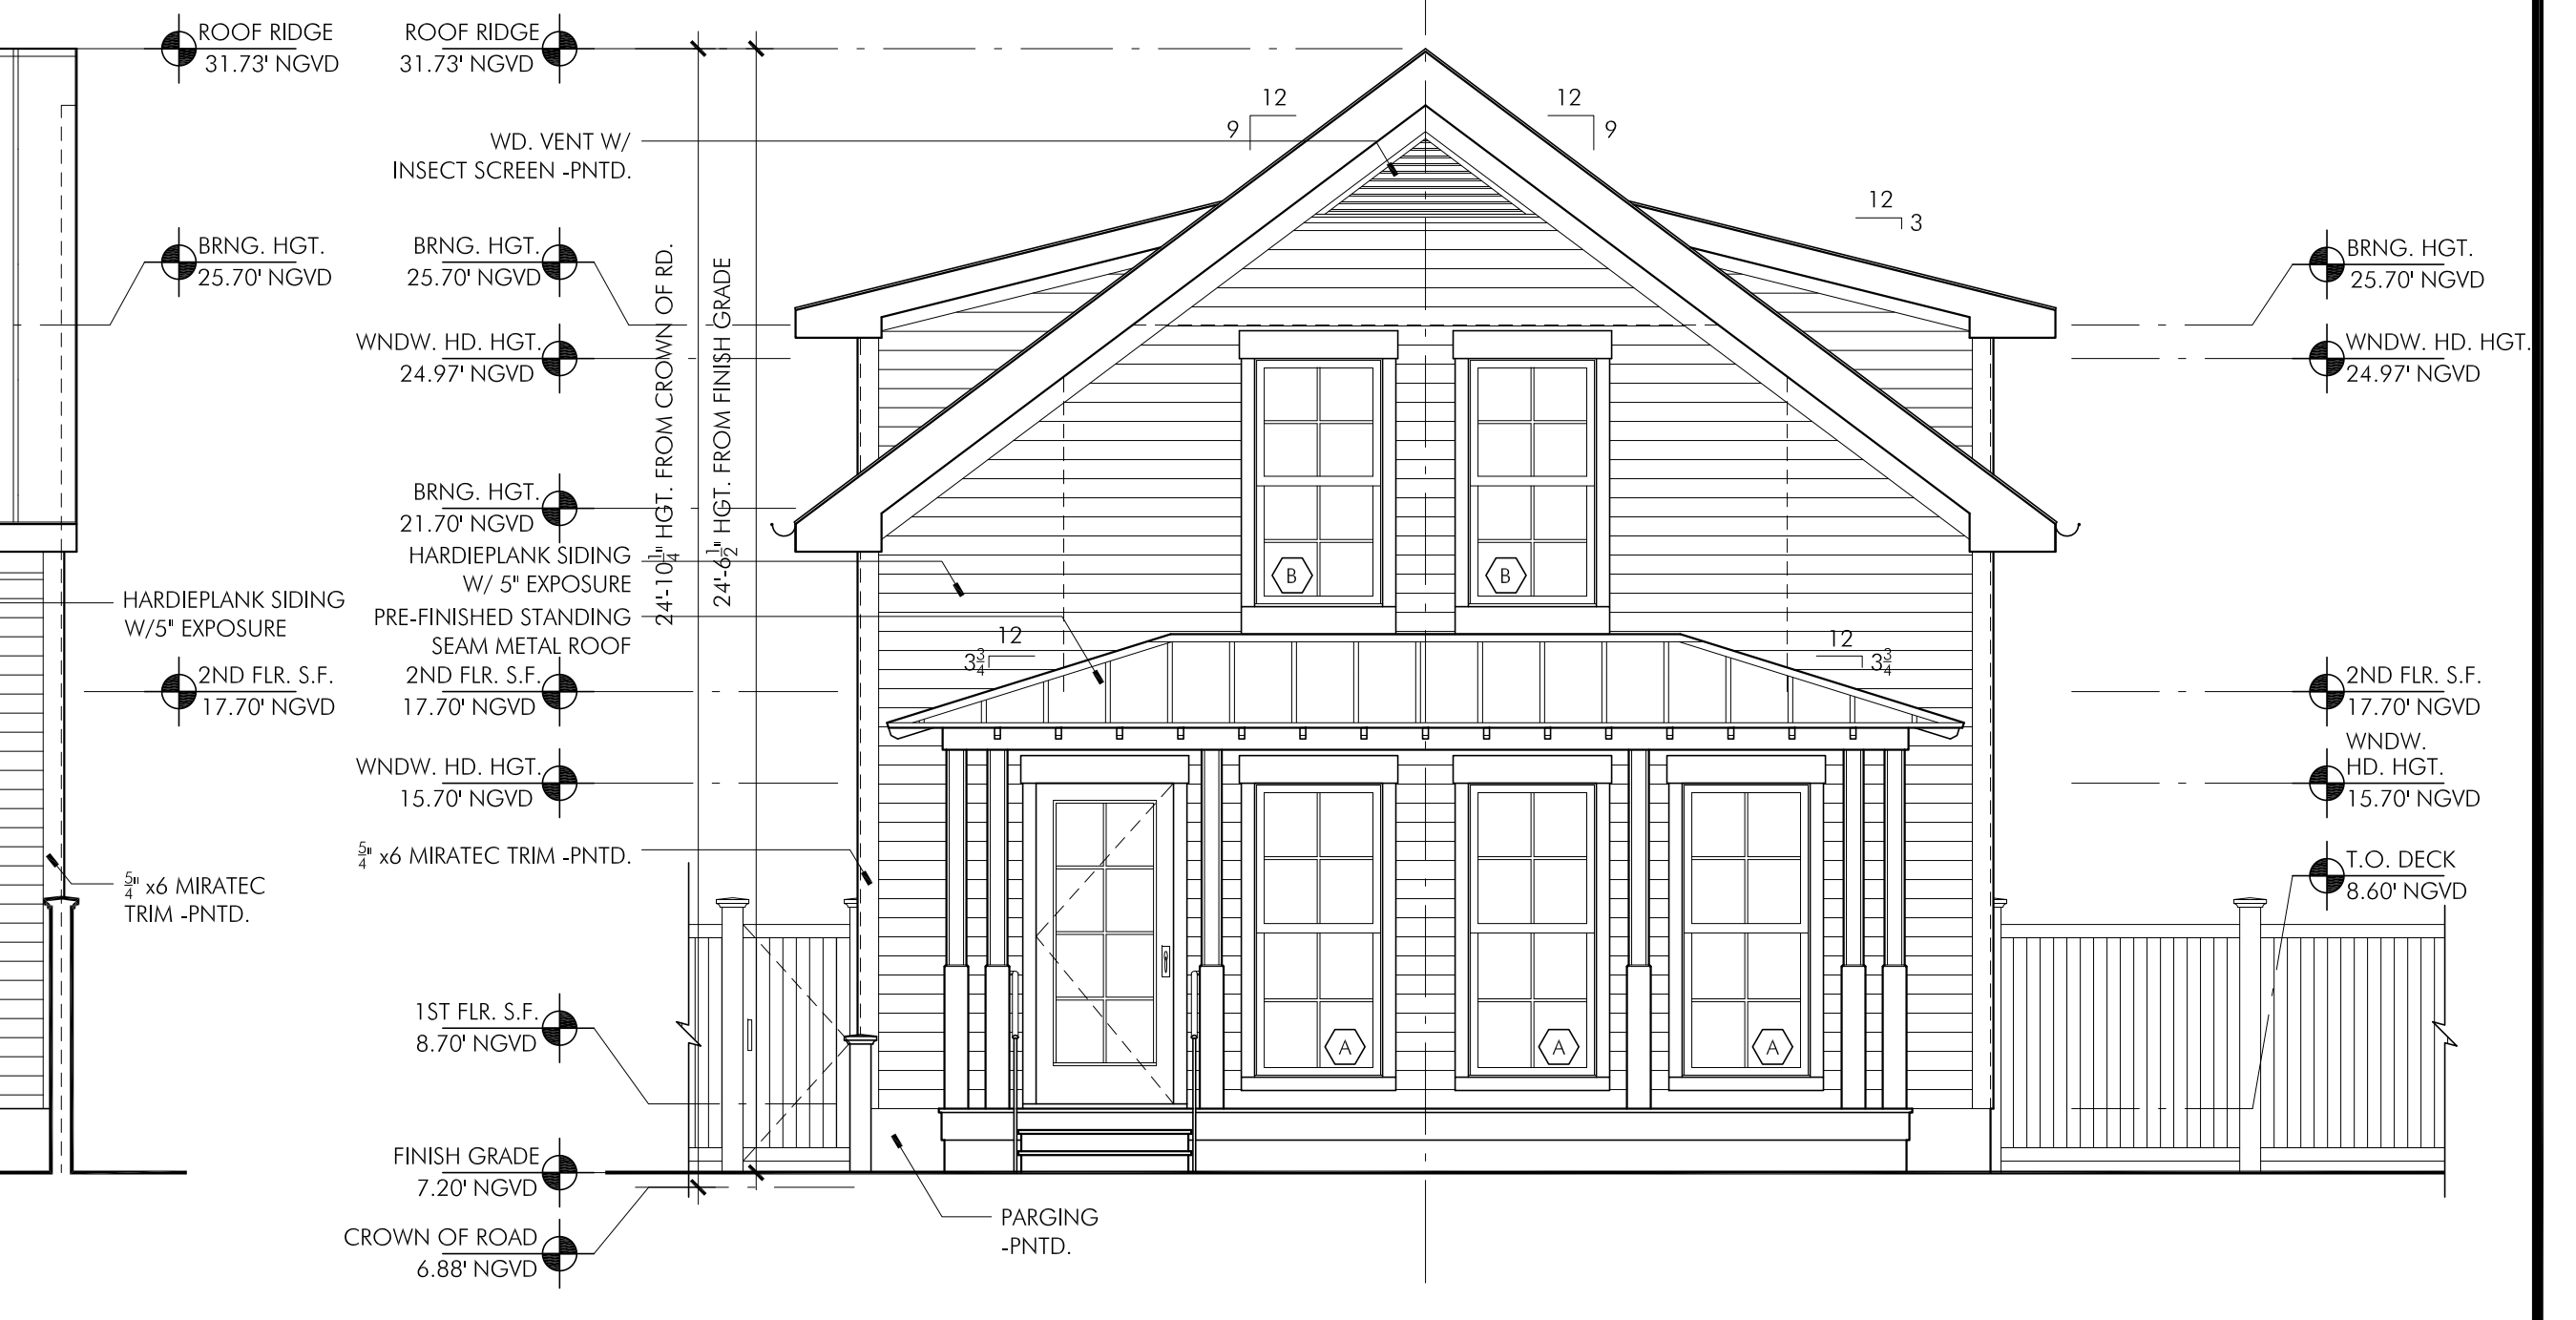 ROOF RIDGE
31.73' NGVD
ROOF RIDGE
31.73' NGVD
12
9
12
9
WD. VENT W/
INSECT SCREEN -PNTD.
12
3
BRNG. HGT.
25.70' NGVD
BRNG. HGT.
25.70' NGVD
BRNG. HGT.
25.70' NGVD
24'-10 1/4" HGT. FROM CROWN OF RD.
24'-6 1/2" HGT. FROM FINISH GRADE
WNDW. HD. HGT.
24.97' NGVD
WNDW. HD. HGT.
24.97' NGVD
BRNG. HGT.
21.70' NGVD
HARDIEPLANK SIDING
W/ 5" EXPOSURE
B
B
HARDIEPLANK SIDING
W/5" EXPOSURE
PRE-FINISHED STANDING
SEAM METAL ROOF
12
3 3/4
12
3 3/4
2ND FLR. S.F.
17.70' NGVD
2ND FLR. S.F.
17.70' NGVD
2ND FLR. S.F.
17.70' NGVD
WNDW. HD. HGT.
15.70' NGVD
WNDW.
HD. HGT.
15.70' NGVD
5/4" x6 MIRATEC TRIM -PNTD.
5/4" x6 MIRATEC
TRIM -PNTD.
T.O. DECK
8.60' NGVD
1ST FLR. S.F.
8.70' NGVD
A
A
A
FINISH GRADE
7.20' NGVD
CROWN OF ROAD
6.88' NGVD
PARGING
-PNTD.